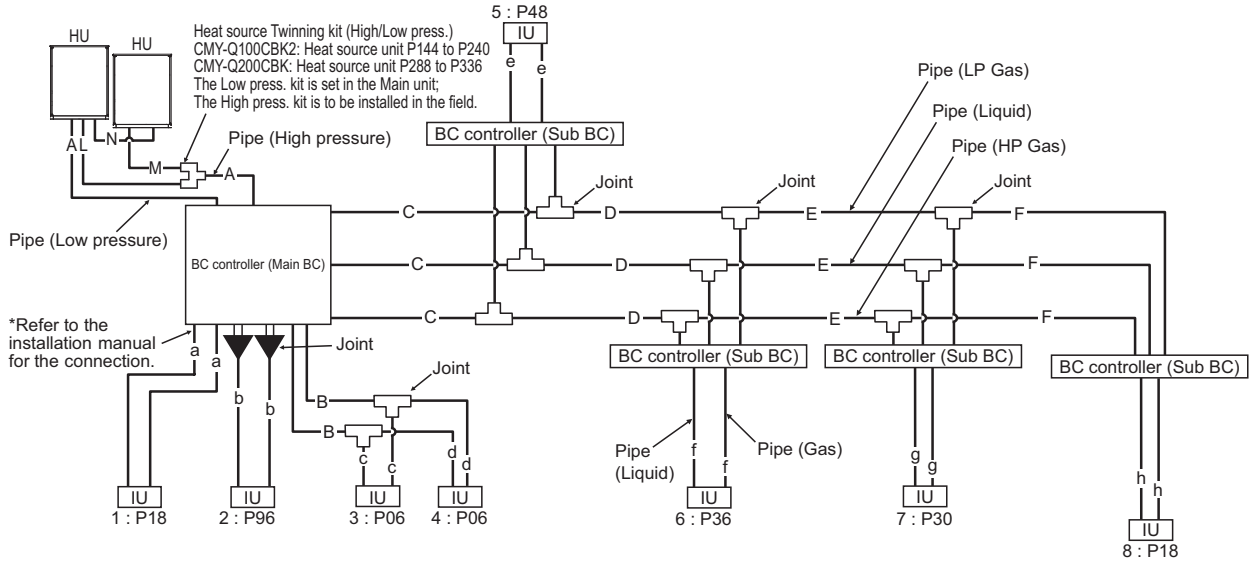 5 : P48
IU
HU
HU
Heat source Twinning kit (High/Low press.)
CMY-Q100CBK2: Heat source unit P144 to P240
CMY-Q200CBK: Heat source unit P288 to P336
The Low press. kit is set in the Main unit;
The High press. kit is to be installed in the field.
e
e
Pipe (LP Gas)
Pipe (Liquid)
Pipe (HP Gas)
BC controller (Sub BC)
A
L
N
M
A
Pipe (High pressure)
Pipe (Low pressure)
Joint
Joint
Joint
C
D
E
F
C
D
E
F
C
D
E
F
BC controller (Main BC)
*Refer to the
installation manual
for the connection.
a
a
Joint
Joint
b
b
B
B
c
c
d
d
BC controller (Sub BC)
BC controller (Sub BC)
BC controller (Sub BC)
Pipe
(Liquid)
Pipe (Gas)
f
f
g
g
h
h
IU
1 : P18
IU
2 : P96
IU
3 : P06
IU
4 : P06
IU
6 : P36
IU
7 : P30
IU
8 : P18